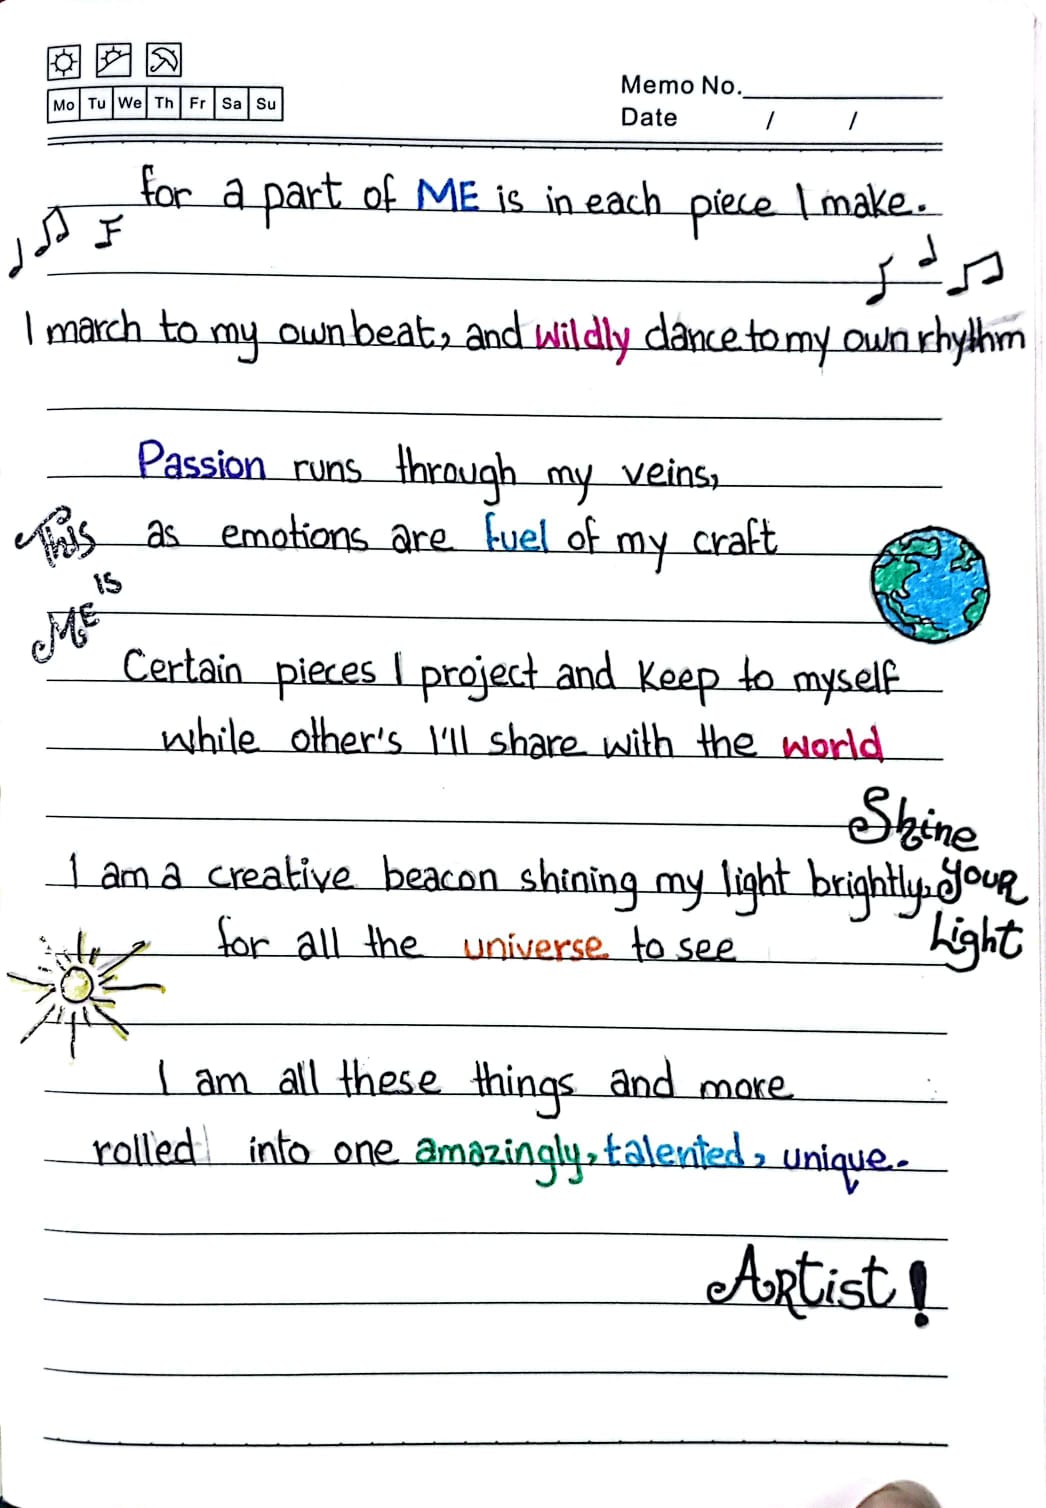 Memo No.
Mo Tu We Th Fr Sa Su
Date / /
for a part of ME is in each piece I make.
I march to my own beat, and wildly dance to my own rhythm
Passion runs through my veins,
as emotions are fuel of my craft
This
is
ME
Certain pieces I project and keep to myself
while other's I'll share with the world
Shine
Your
Light
I am a creative beacon shining my light brightly,
for all the universe to see
I am all these things and more
rolled into one amazingly, talented, unique.
Artist!